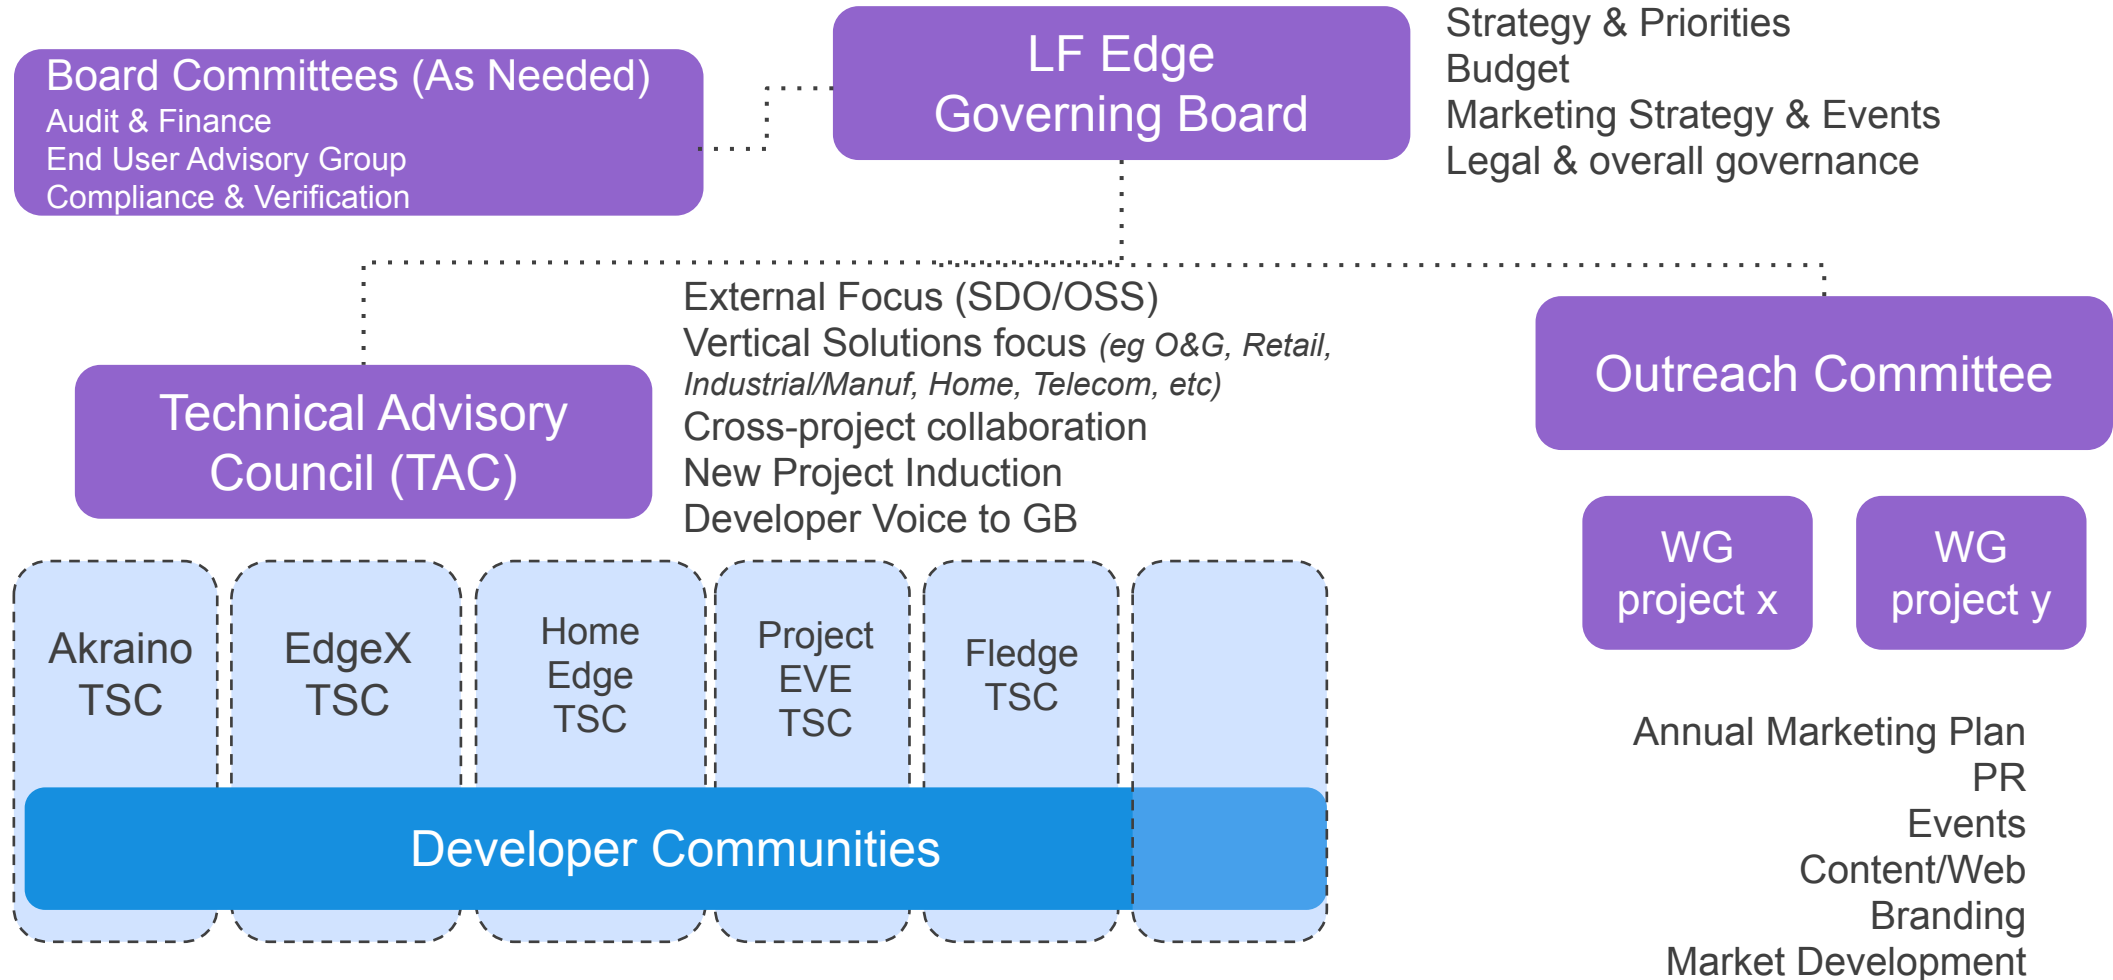 Board Committees (As Needed)
Audit & Finance
End User Advisory Group
Compliance & Verification
LF Edge
Governing Board
Strategy & Priorities
Budget
Marketing Strategy & Events
Legal & overall governance
Technical Advisory
Council (TAC)
External Focus (SDO/OSS)
Vertical Solutions focus (eg O&G, Retail,
Industrial/Manuf, Home, Telecom, etc)
Cross-project collaboration
New Project Induction
Developer Voice to GB
Outreach Committee
WG
project x
WG
project y
Akraino
TSC
EdgeX
TSC
Home
Edge
TSC
Project
EVE
TSC
Fledge
TSC
Developer Communities
Annual Marketing Plan
PR
Events
Content/Web
Branding
Market Development